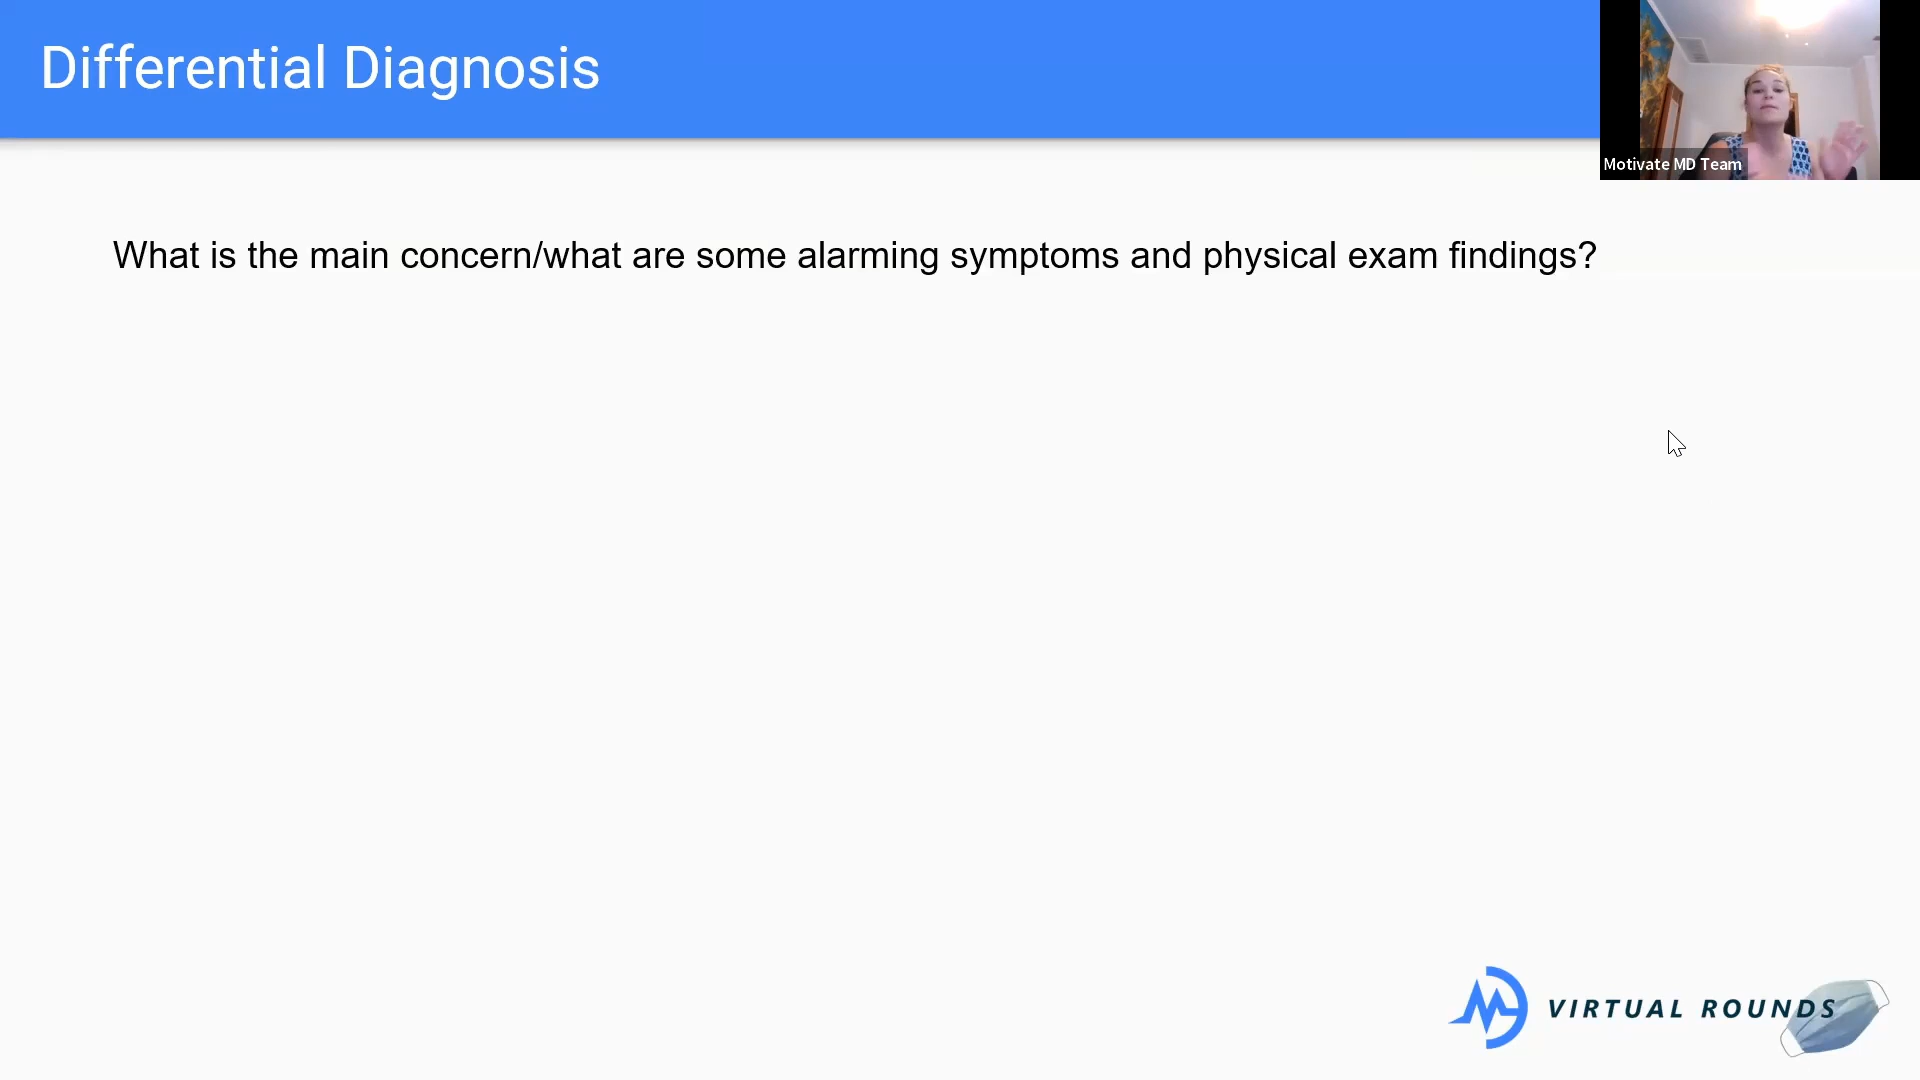 Differential Diagnosis
Motivate MD Team
What is the main concern/what are some alarming symptoms and physical exam findings?
VIRTUAL ROUNDS